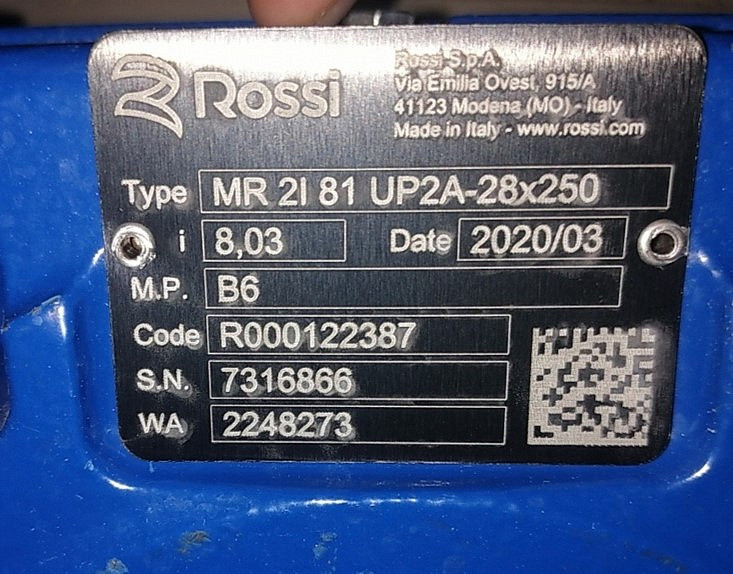 Rossi
Rossi S.p.A.
Via Emilia Ovest, 915/A
41123 Modena (MO) - Italy
Made in Italy - www.rossi.com
Type MR 2I 81 UP2A-28x250
i 8,03 Date 2020/03
M.P. B6
Code R000122387
S.N. 7316866
WA 2248273